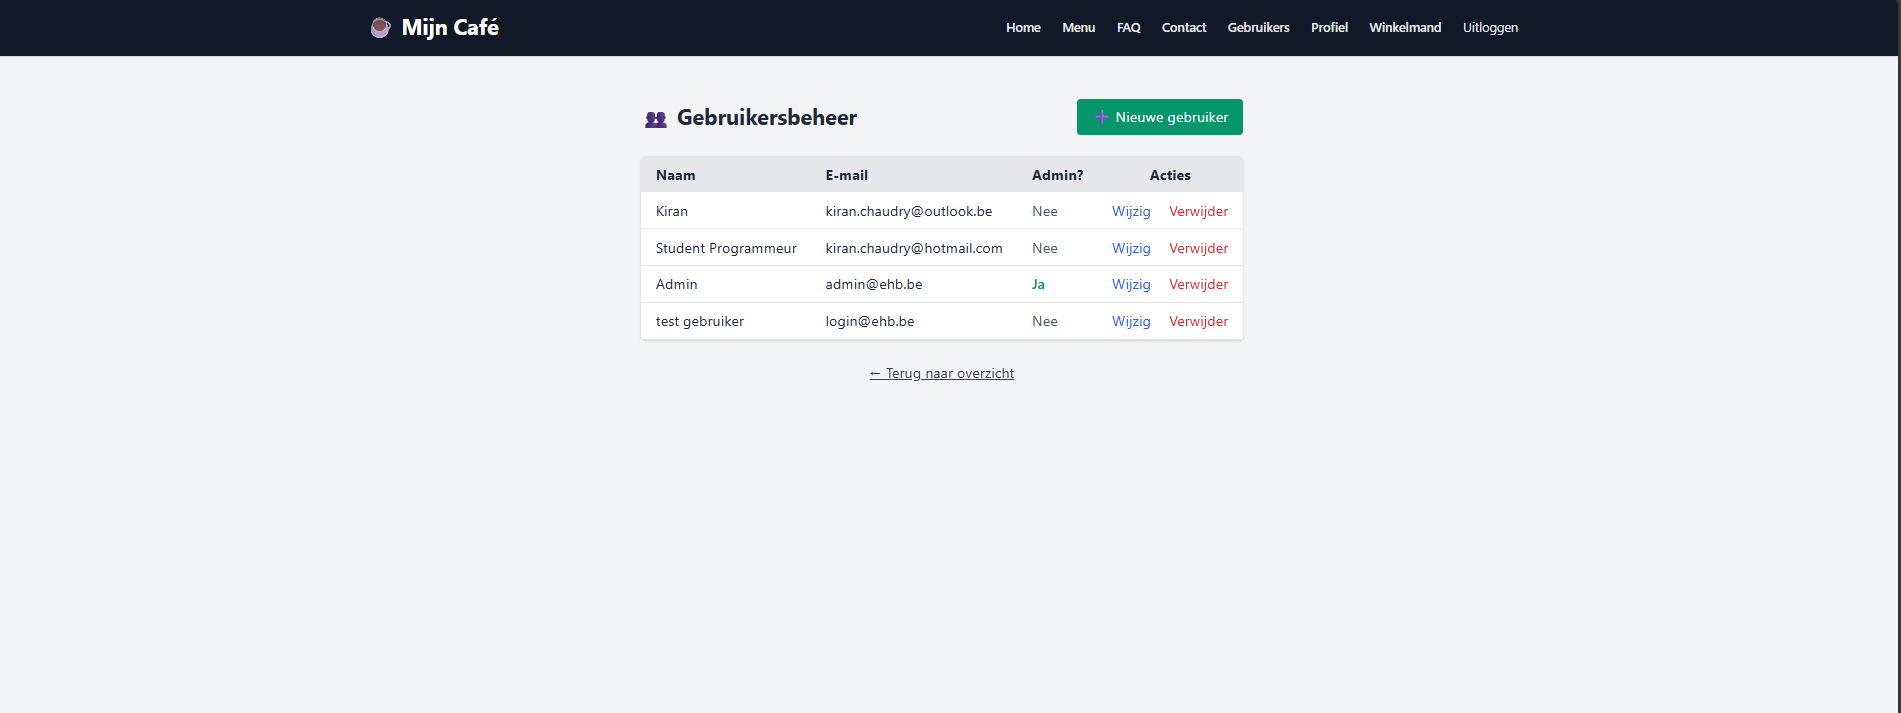 Mijn Café Home Menu FAQ Contact Gebruikers Profiel Winkelmand Uitloggen
Gebruikersbeheer Nieuwe gebruiker
Naam E-mail Admin? Acties
Kiran kiran.chaudry@outlook.be Nee Wijzig Verwijder
Student Programmeur kiran.chaudry@hotmail.com Nee Wijzig Verwijder
Admin admin@ehb.be Ja Wijzig Verwijder
test gebruiker login@ehb.be Nee Wijzig Verwijder
← Terug naar overzicht